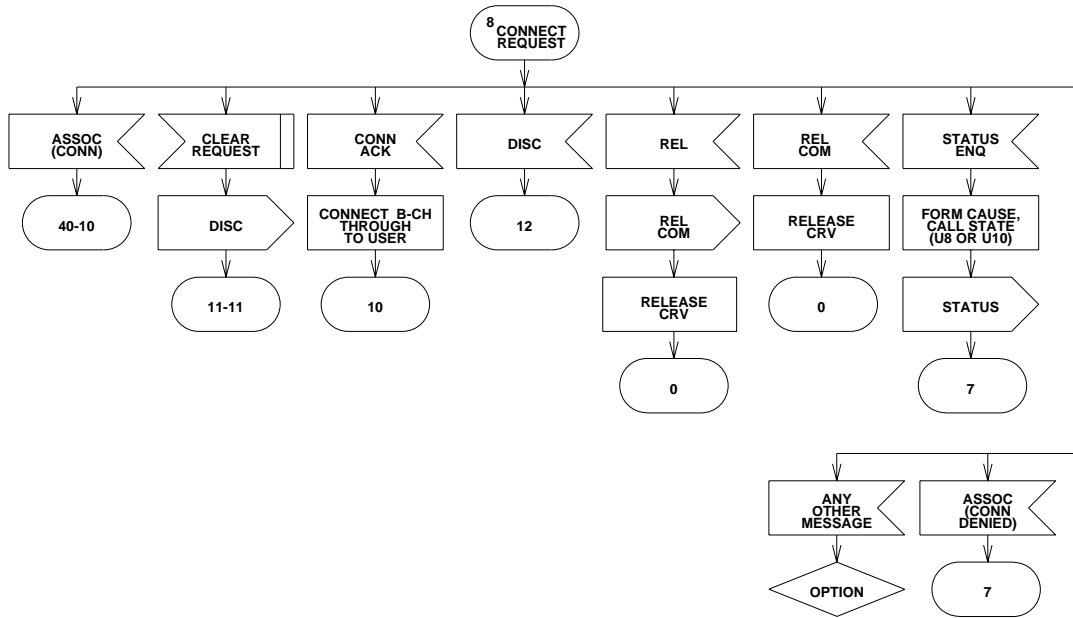 8 CONNECT
REQUEST
ASSOC
(CONN)
CLEAR
REQUEST
CONN
ACK
DISC
REL
REL
COM
STATUS
ENQ
40-10
DISC
CONNECT B-CH
THROUGH
TO USER
12
REL
COM
RELEASE
CRV
FORM CAUSE,
CALL STATE
(U8 OR U10)
11-11
10
RELEASE
CRV
0
STATUS
0
7
ANY
OTHER
MESSAGE
ASSOC
(CONN
DENIED)
OPTION
7